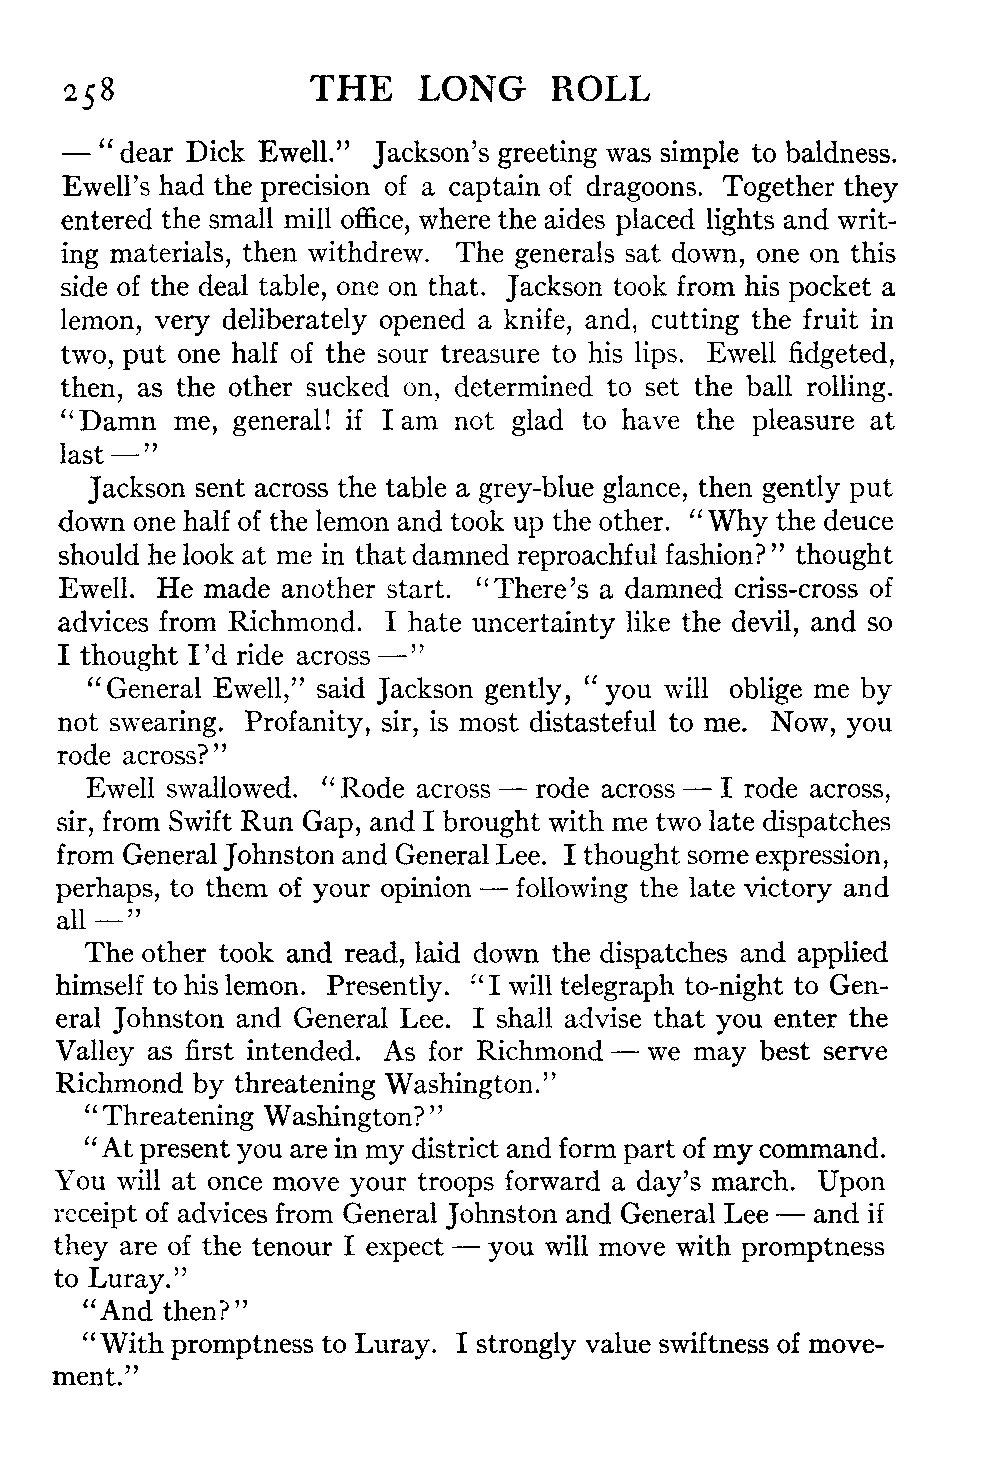 258 THE LONG ROLL
— “dear Dick Ewell.” Jackson's greeting was simple to baldness.
Ewell's had the precision of a captain of dragoons. Together they
entered the small mill office, where the aides placed lights and writ-
ing materials, then withdrew. The generals sat down, one on this
side of the deal table, one on that. Jackson took from his pocket a
lemon, very deliberately opened a knife, and, cutting the fruit in
two, put one half of the sour treasure to his lips. Ewell fidgeted,
then, as the other sucked on, determined to set the ball rolling.
“Damn me, general! if I am not glad to have the pleasure at
last —”
Jackson sent across the table a grey-blue glance, then gently put
down one half of the lemon and took up the other. “Why the deuce
should he look at me in that damned reproachful fashion?” thought
Ewell. He made another start. “There's a damned criss-cross of
advices from Richmond. I hate uncertainty like the devil, and so
I thought I'd ride across —”
“General Ewell,” said Jackson gently, “you will oblige me by
not swearing. Profanity, sir, is most distasteful to me. Now, you
rode across?”
Ewell swallowed. “Rode across — rode across — I rode across,
sir, from Swift Run Gap, and I brought with me two late dispatches
from General Johnston and General Lee. I thought some expression,
perhaps, to them of your opinion — following the late victory and
all —”
The other took and read, laid down the dispatches and applied
himself to his lemon. Presently. “I will telegraph to-night to Gen-
eral Johnston and General Lee. I shall advise that you enter the
Valley as first intended. As for Richmond — we may best serve
Richmond by threatening Washington.”
“Threatening Washington?”
“At present you are in my district and form part of my command.
You will at once move your troops forward a day's march. Upon
receipt of advices from General Johnston and General Lee — and if
they are of the tenour I expect — you will move with promptness
to Luray.”
“And then?”
“With promptness to Luray. I strongly value swiftness of move-
ment.”